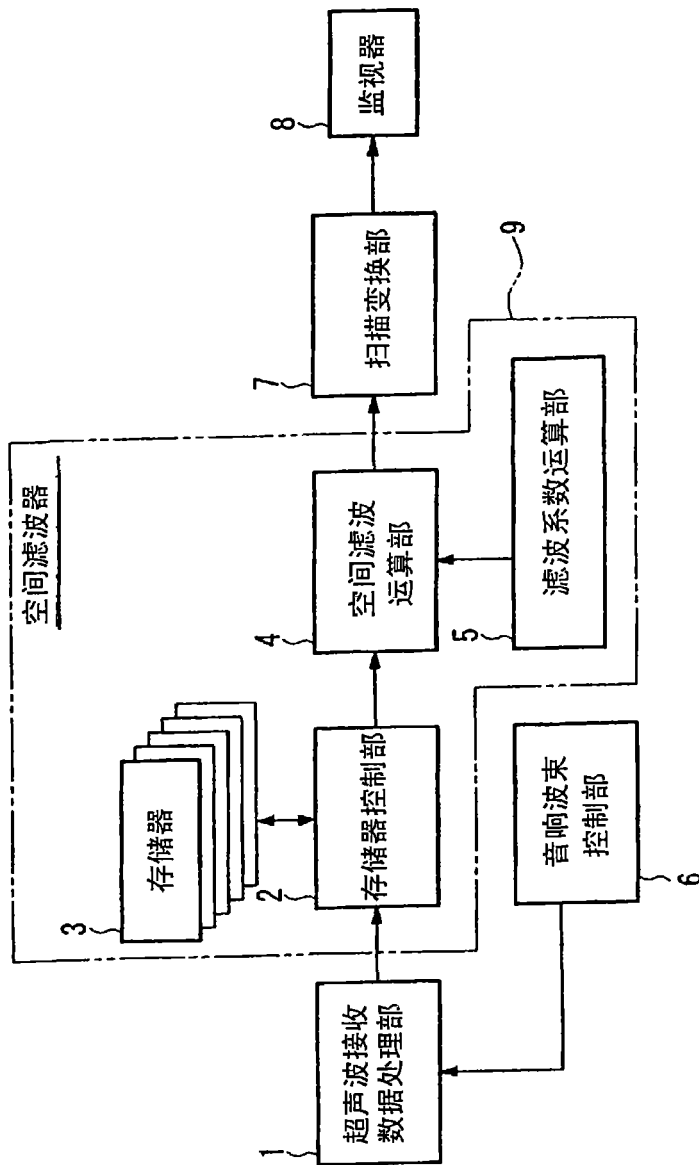 空间滤波器
9
3
存储器
1
超声波接收
数据处理部
2
存储器控制部
4
空间滤波
运算部
7
扫描变换部
8
监视器
6
音响波束
控制部
5
滤波系数运算部